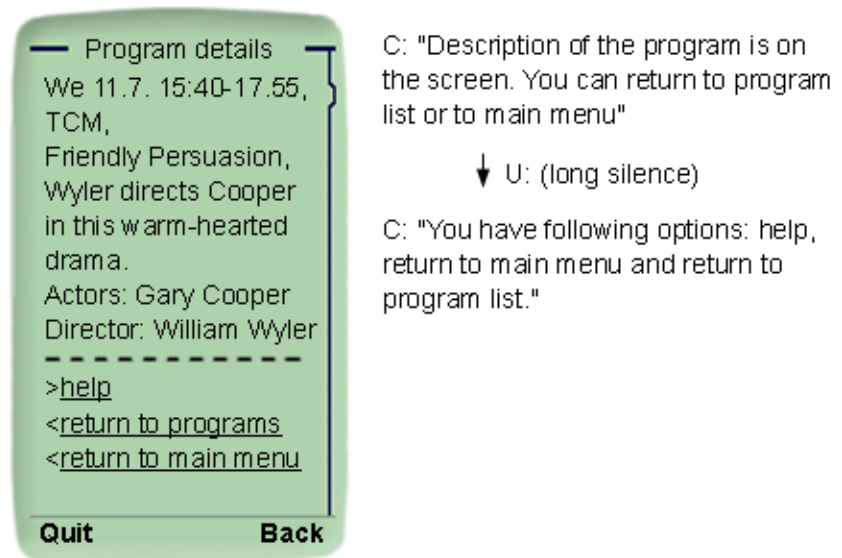 Program details
We 11.7. 15:40-17.55,
TCM,
Friendly Persuasion,
Wyler directs Cooper
in this warm-hearted
drama.
Actors: Gary Cooper
Director: William Wyler
------------
>help
<return to programs
<return to main menu
Quit Back
C: "Description of the program is on
the screen. You can return to program
list or to main menu"
U: (long silence)
C: "You have following options: help,
return to main menu and return to
program list."